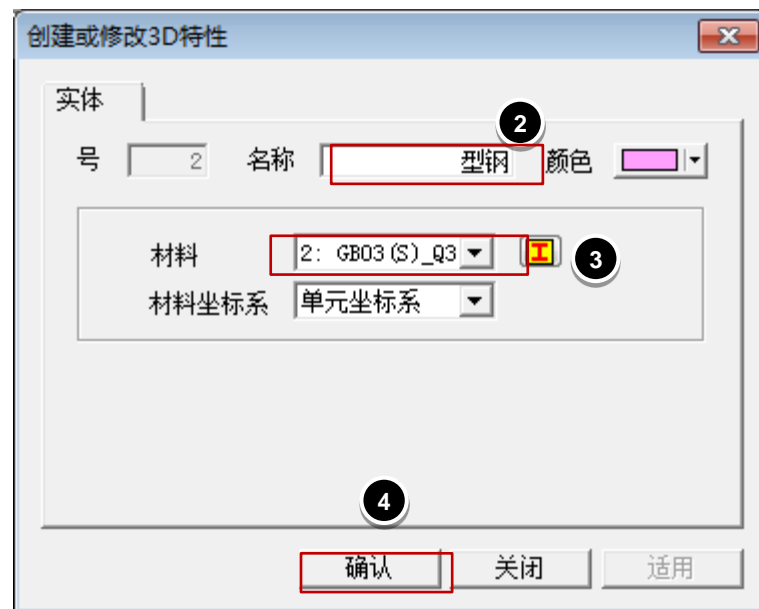 创建或修改3D特性
实体
2
号 2 名称 型钢 颜色
材料 2: GB03(S)_Q3
3
材料坐标系 单元坐标系
4
确认 关闭 适用